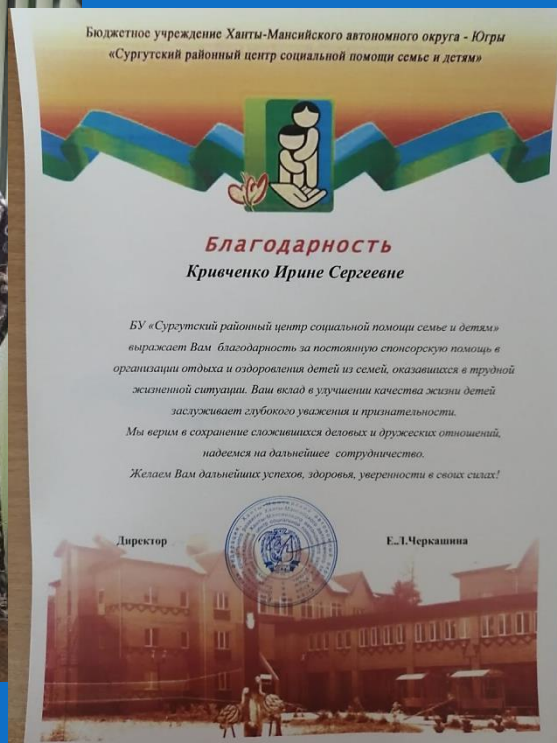 Бюджетное учреждение Ханты-Мансийского автономного округа - Югры
«Сургутский районный центр социальной помощи семье и детям»
Благодарность
Кривченко Ирине Сергеевне
БУ «Сургутский районный центр социальной помощи семье и детям»
выражает Вам благодарность за постоянную спонсорскую помощь в
организации отдыха и оздоровления детей из семей, оказавшихся в трудной
жизненной ситуации. Ваш вклад в улучшении качества жизни детей
заслуживает глубокого уважения и признательности.
Мы верим в сохранение сложившихся деловых и дружеских отношений,
надеемся на дальнейшее сотрудничество.
Желаем Вам дальнейших успехов, здоровья, уверенности в своих силах!
Директор
Е.Л.Черкашина